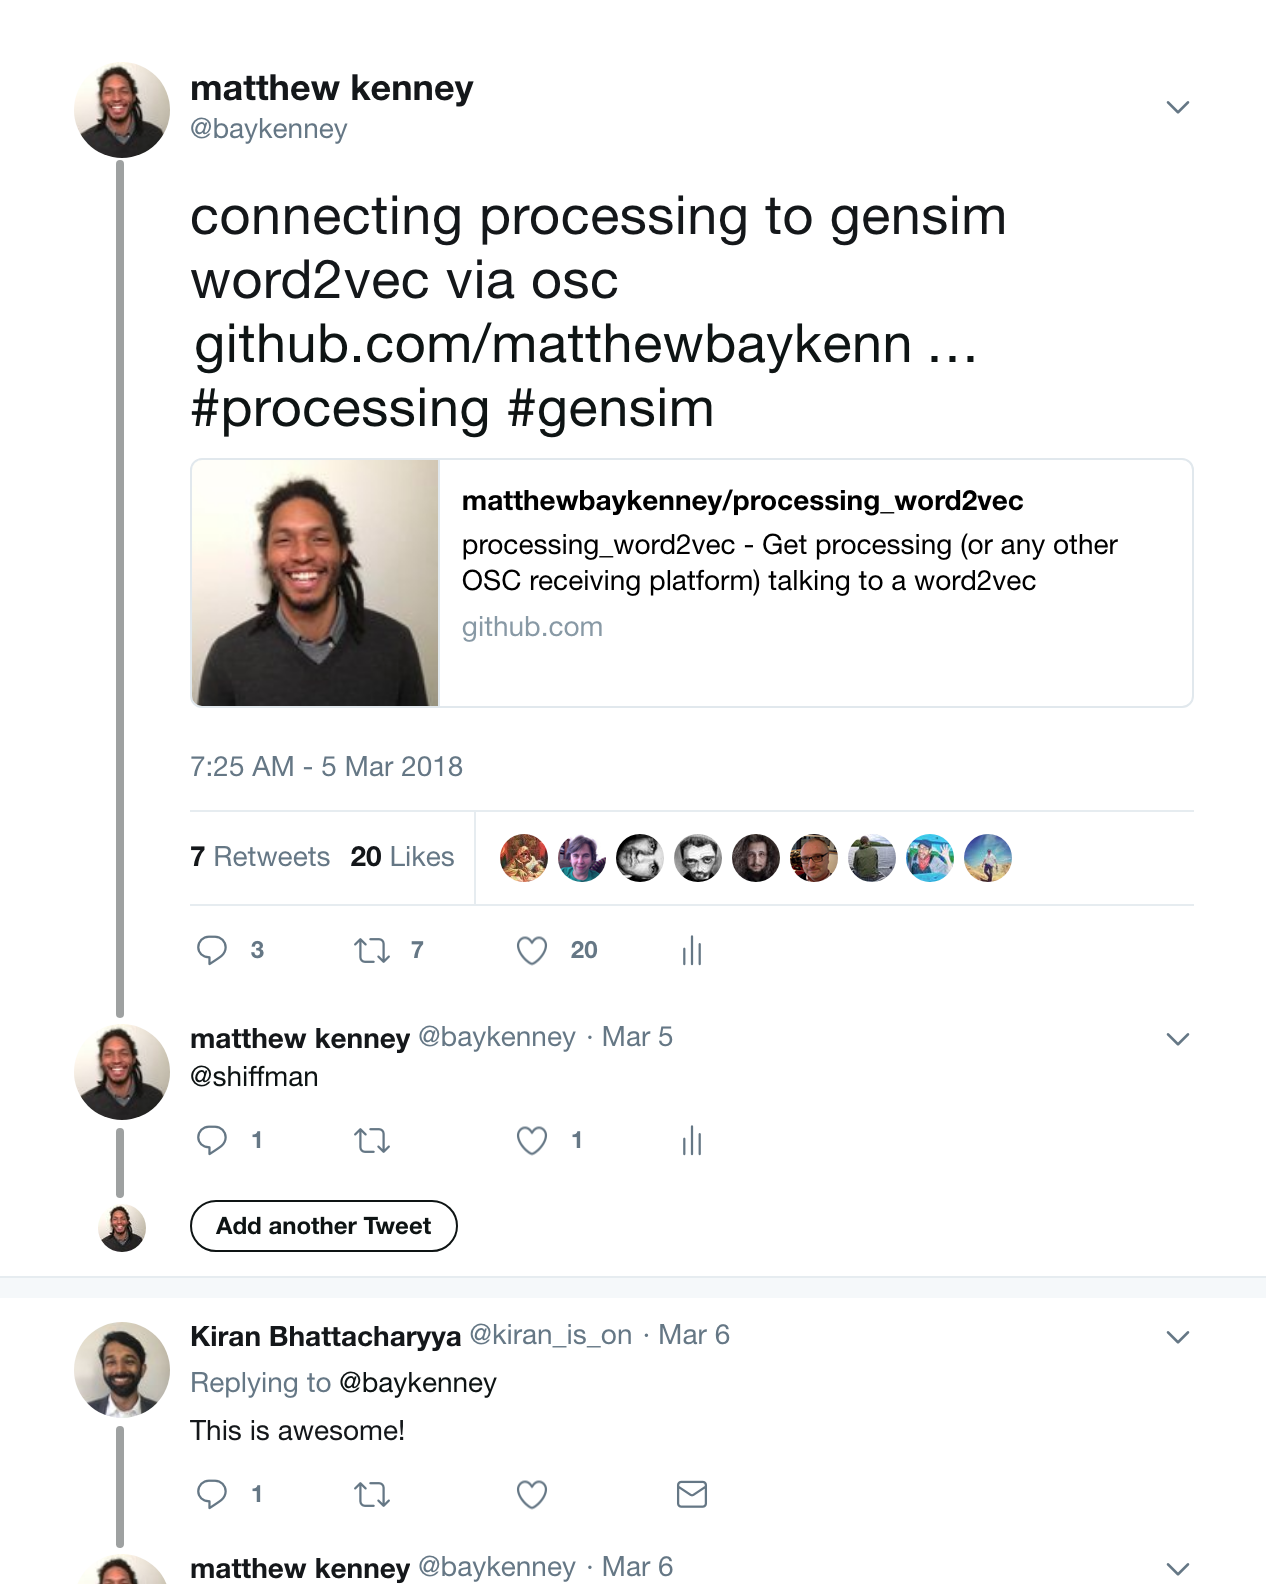 matthew kenney
@baykenney
connecting processing to gensim
word2vec via osc
github.com/matthewbaykenn …
#processing #gensim
matthewbaykenney/processing_word2vec
processing_word2vec - Get processing (or any other
OSC receiving platform) talking to a word2vec
github.com
7:25 AM - 5 Mar 2018
7 Retweets 20 Likes
3 7 20
matthew kenney @baykenney · Mar 5
@shiffman
1 1
Add another Tweet
Kiran Bhattacharyya @kiran_is_on · Mar 6
Replying to @baykenney
This is awesome!
1
matthew kenney @baykenney · Mar 6